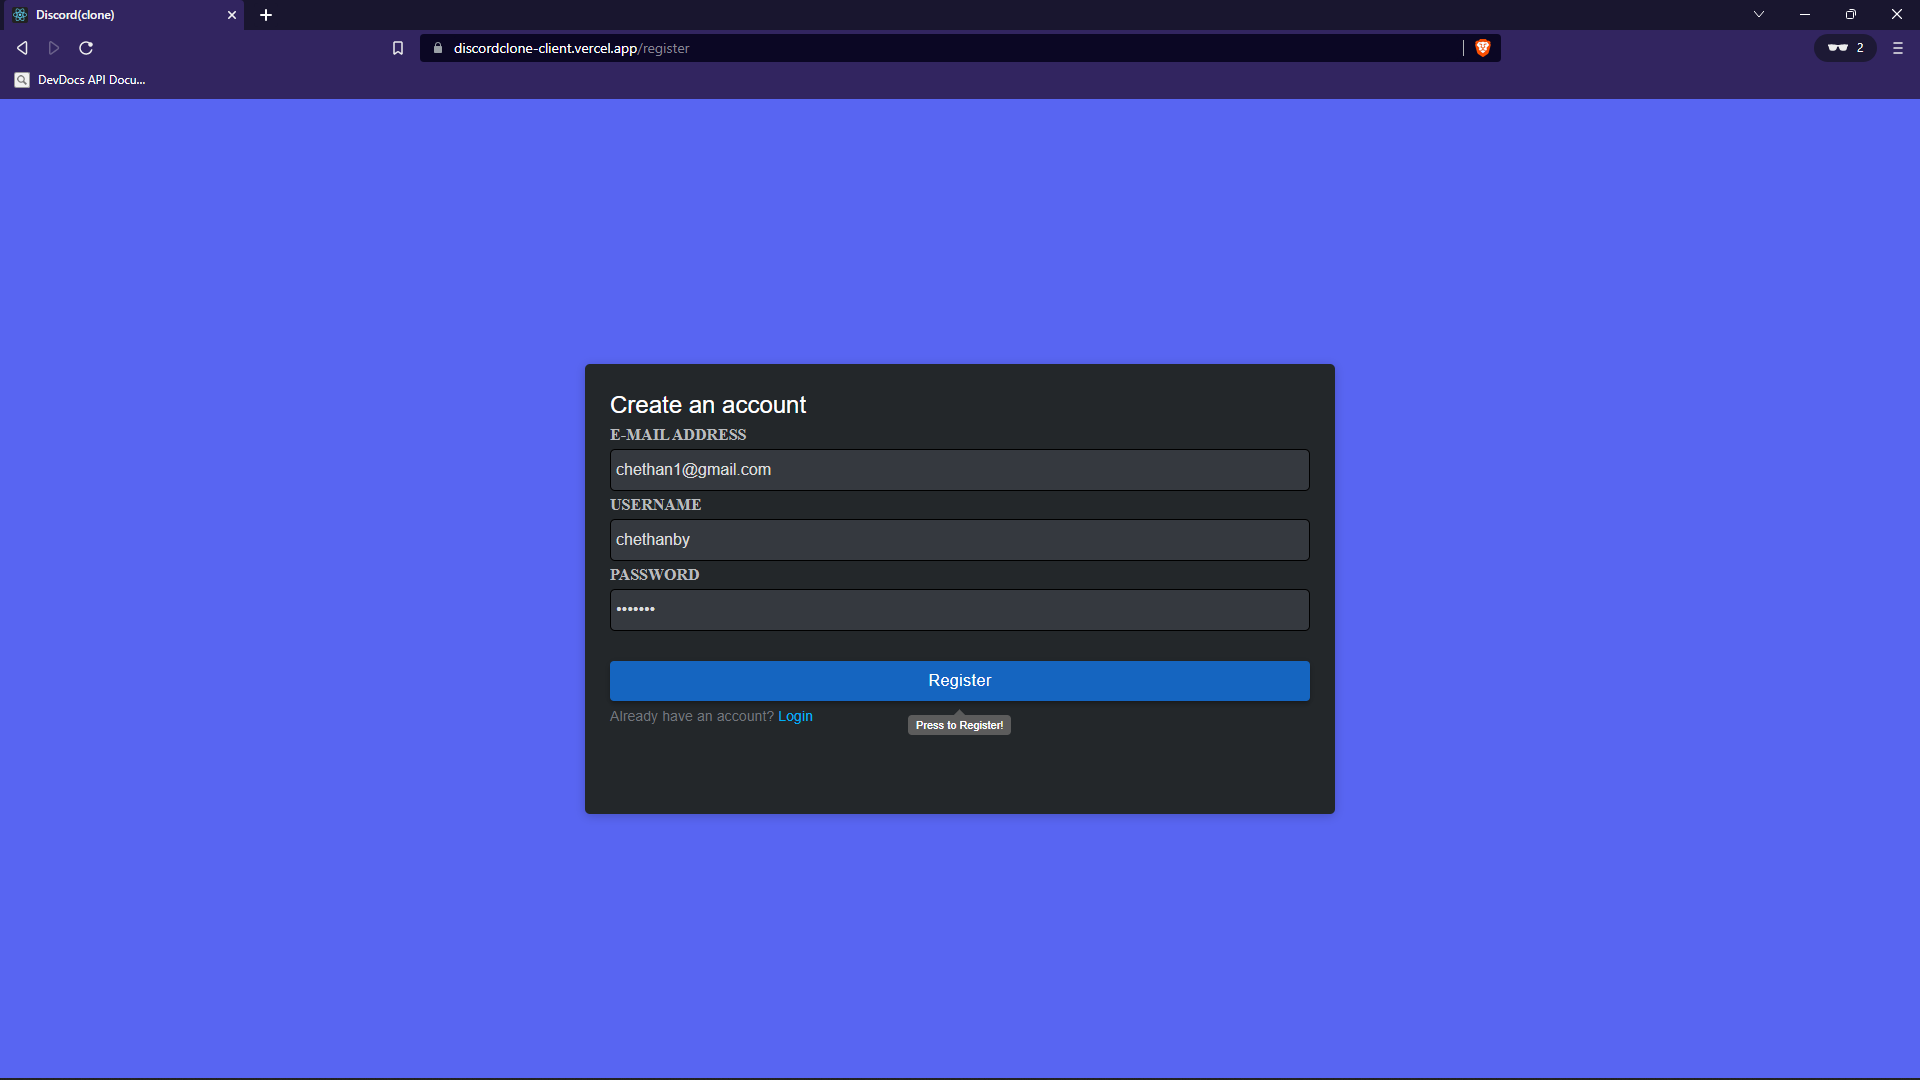 Discord(clone)
discordclone-client.vercel.app/register
2
DevDocs API Docu...
Create an account
E-MAIL ADDRESS
chethan1@gmail.com
USERNAME
chethanby
PASSWORD
•••••••
Register
Already have an account? Login
Press to Register!